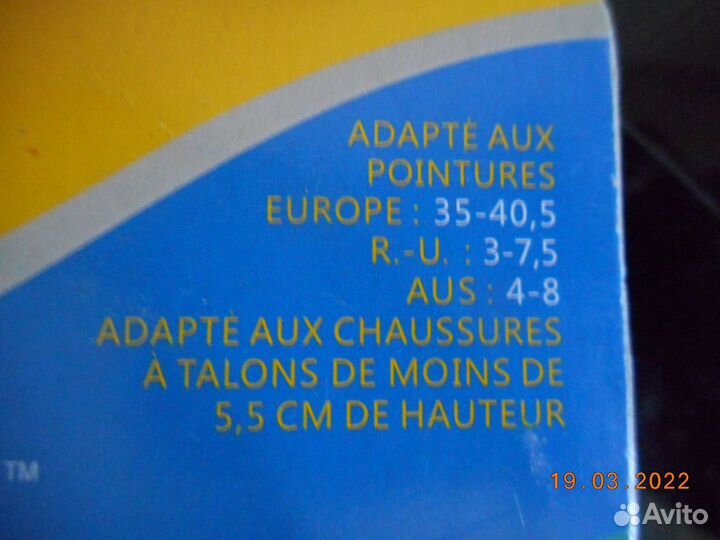 ADAPTÉ AUX
POINTURES
EUROPE : 35-40,5
R.-U. : 3-7,5
AUS : 4-8
ADAPTÉ AUX CHAUSSURES
À TALONS DE MOINS DE
5,5 CM DE HAUTEUR
TM
19.03.2022
Avito